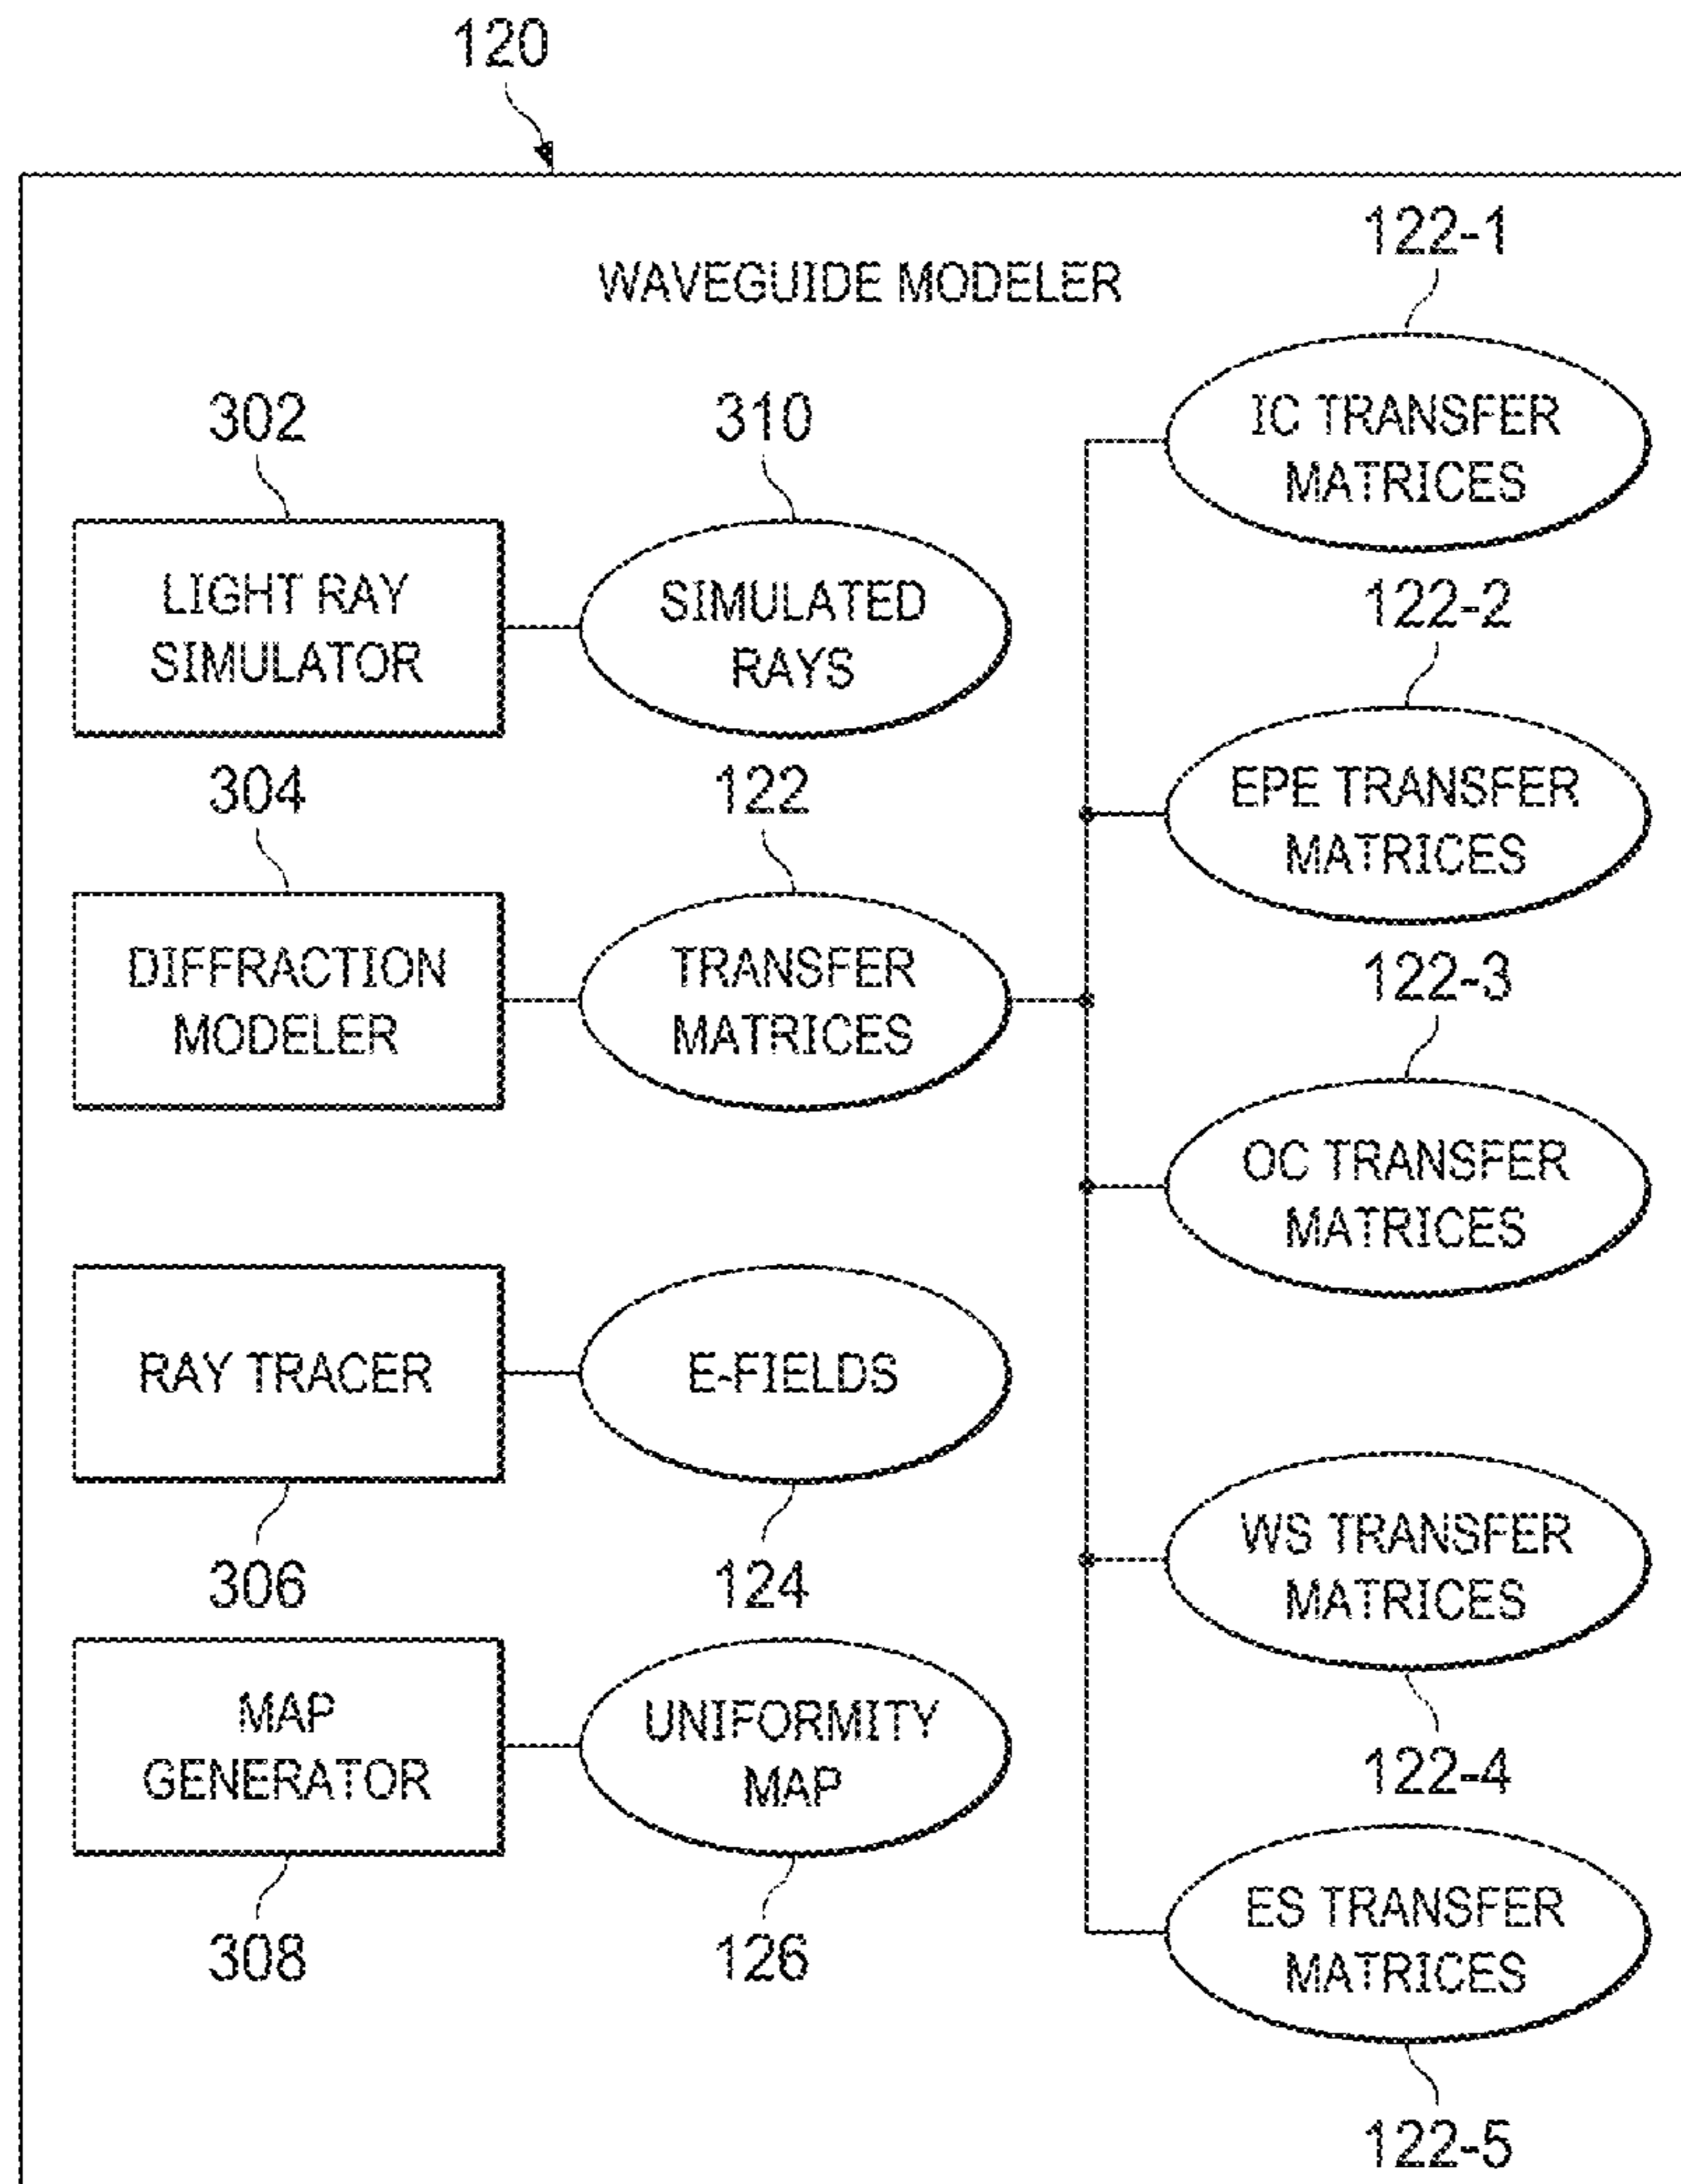 120
WAVEGUIDE MODELER
122-1
IC TRANSFER
MATRICES
302
310
LIGHT RAY
SIMULATOR
SIMULATED
RAYS
122-2
EPE TRANSFER
MATRICES
304
122
DIFFRACTION
MODELER
TRANSFER
MATRICES
122-3
OC TRANSFER
MATRICES
RAY TRACER
E-FIELDS
306
124
WS TRANSFER
MATRICES
122-4
MAP
GENERATOR
UNIFORMITY
MAP
308
126
ES TRANSFER
MATRICES
122-5